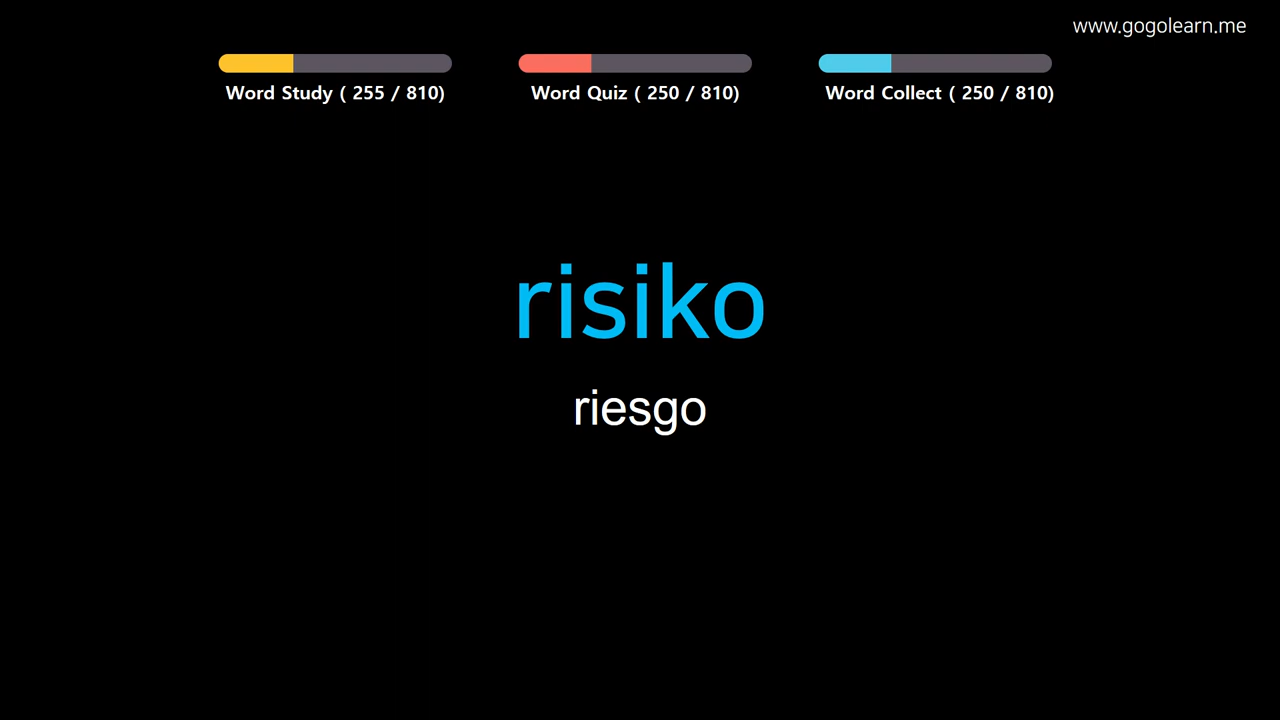 www.gogolearn.me
Word Study ( 255 / 810)
Word Quiz ( 250 / 810)
Word Collect ( 250 / 810)
risiko
riesgo